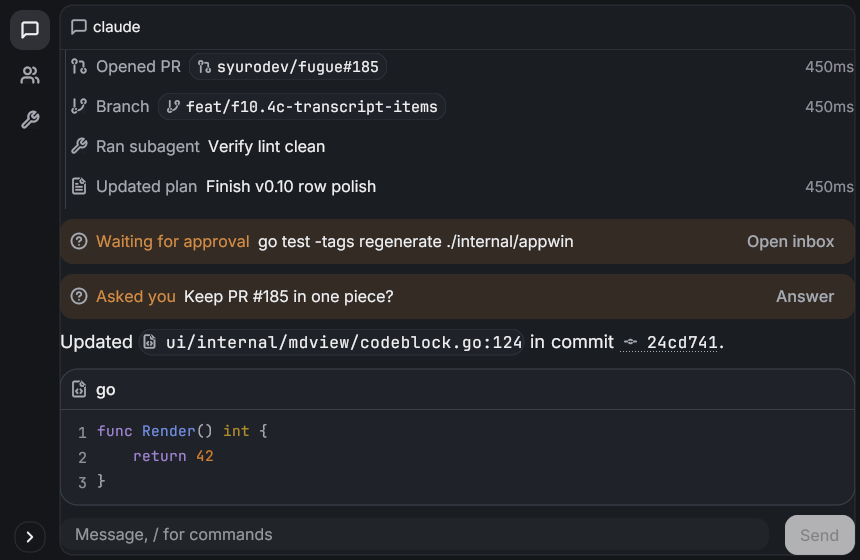 claude
Opened PR syurodev/fugue#185 450ms
Branch feat/f10.4c-transcript-items 450ms
Ran subagent Verify lint clean
Updated plan Finish v0.10 row polish 450ms
Waiting for approval go test -tags regenerate ./internal/appwin Open inbox
Asked you Keep PR #185 in one piece? Answer
Updated ui/internal/mdview/codeblock.go:124 in commit 24cd741.
go
1 func Render() int {
2     return 42
3 }
Message, / for commands Send